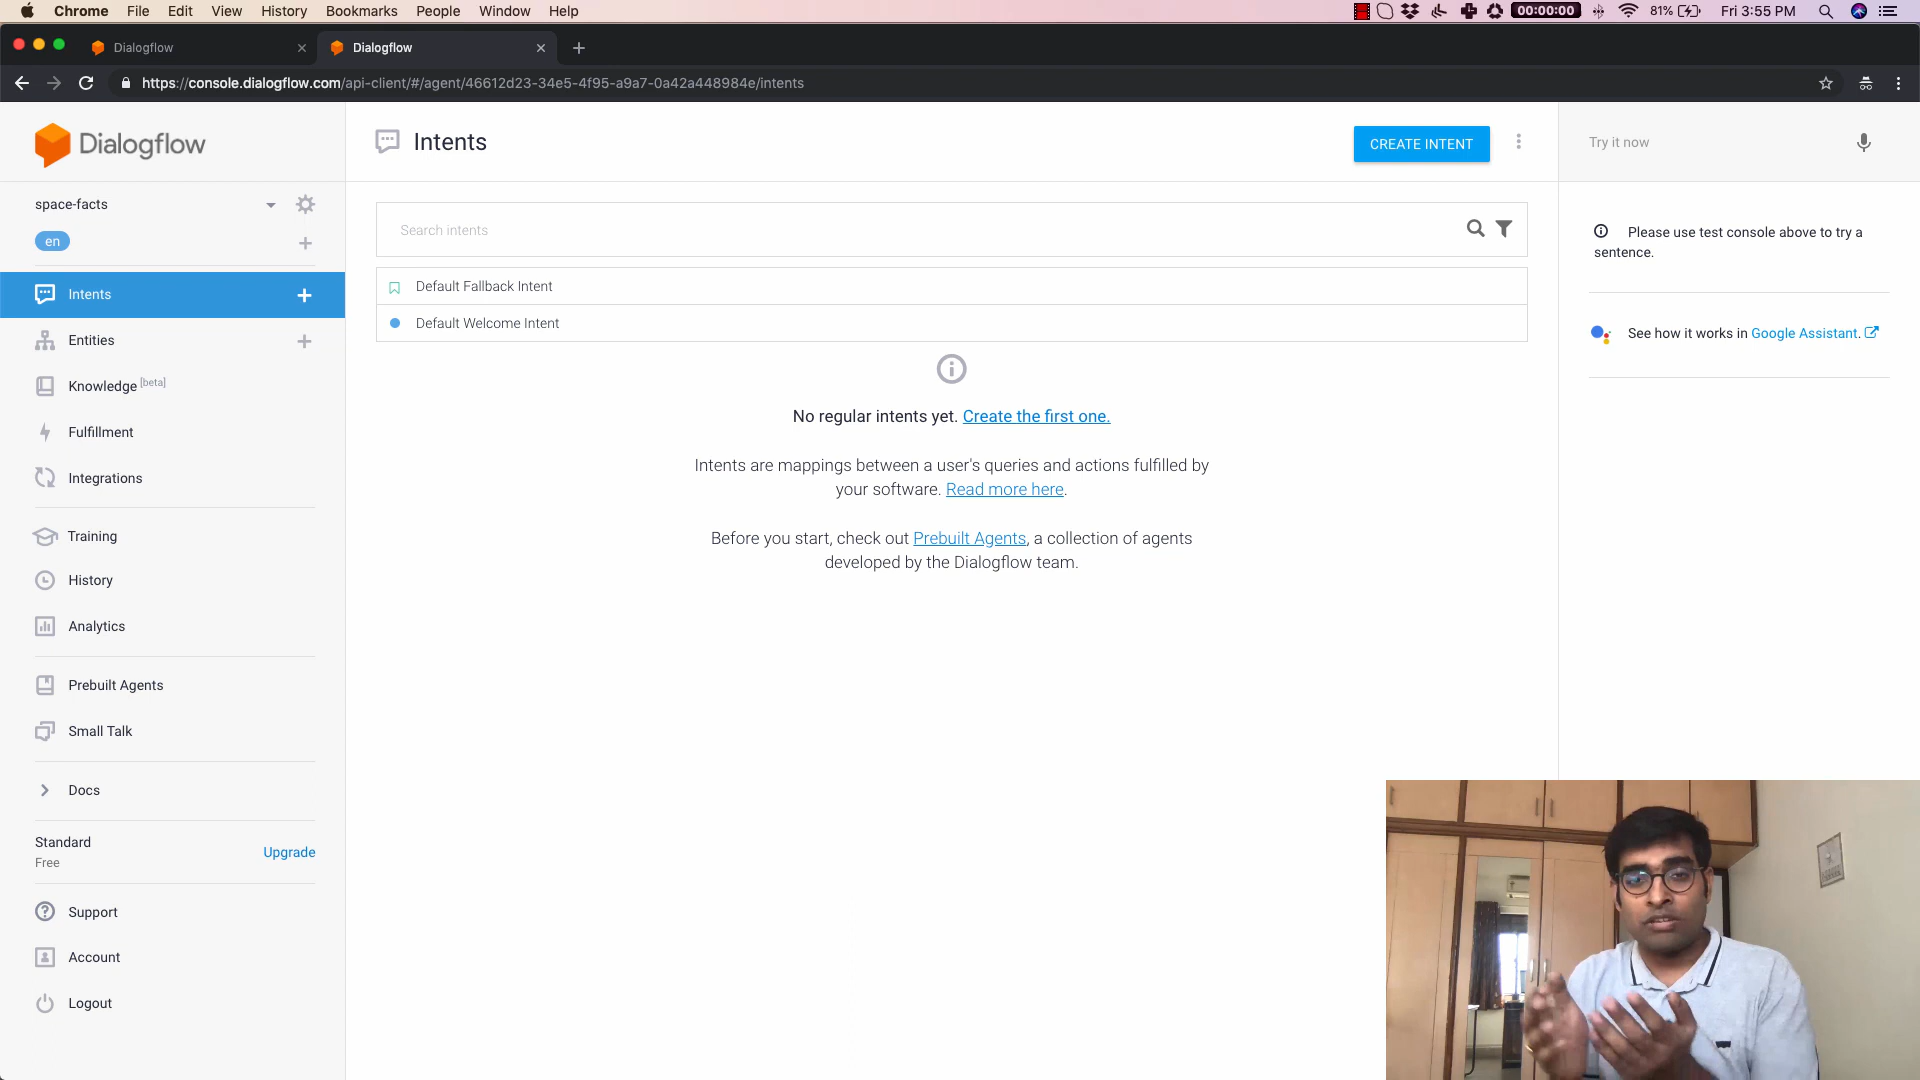 Chrome File Edit View History Bookmarks People Window Help 00:00:00 81% Fri 3:55 PM
Dialogflow Dialogflow
https://console.dialogflow.com/api-client/#/agent/46612d23-34e5-4f95-a9a7-0a42a448984e/intents
Dialogflow
space-facts
en
Intents
Entities
Knowledge [beta]
Fulfillment
Integrations
Training
History
Analytics
Prebuilt Agents
Small Talk
Docs
Standard
Free
Upgrade
Support
Account
Logout
Intents
CREATE INTENT
Search intents
Default Fallback Intent
Default Welcome Intent
No regular intents yet. Create the first one.
Intents are mappings between a user's queries and actions fulfilled by
your software. Read more here.
Before you start, check out Prebuilt Agents, a collection of agents
developed by the Dialogflow team.
Try it now
Please use test console above to try a
sentence.
See how it works in Google Assistant.